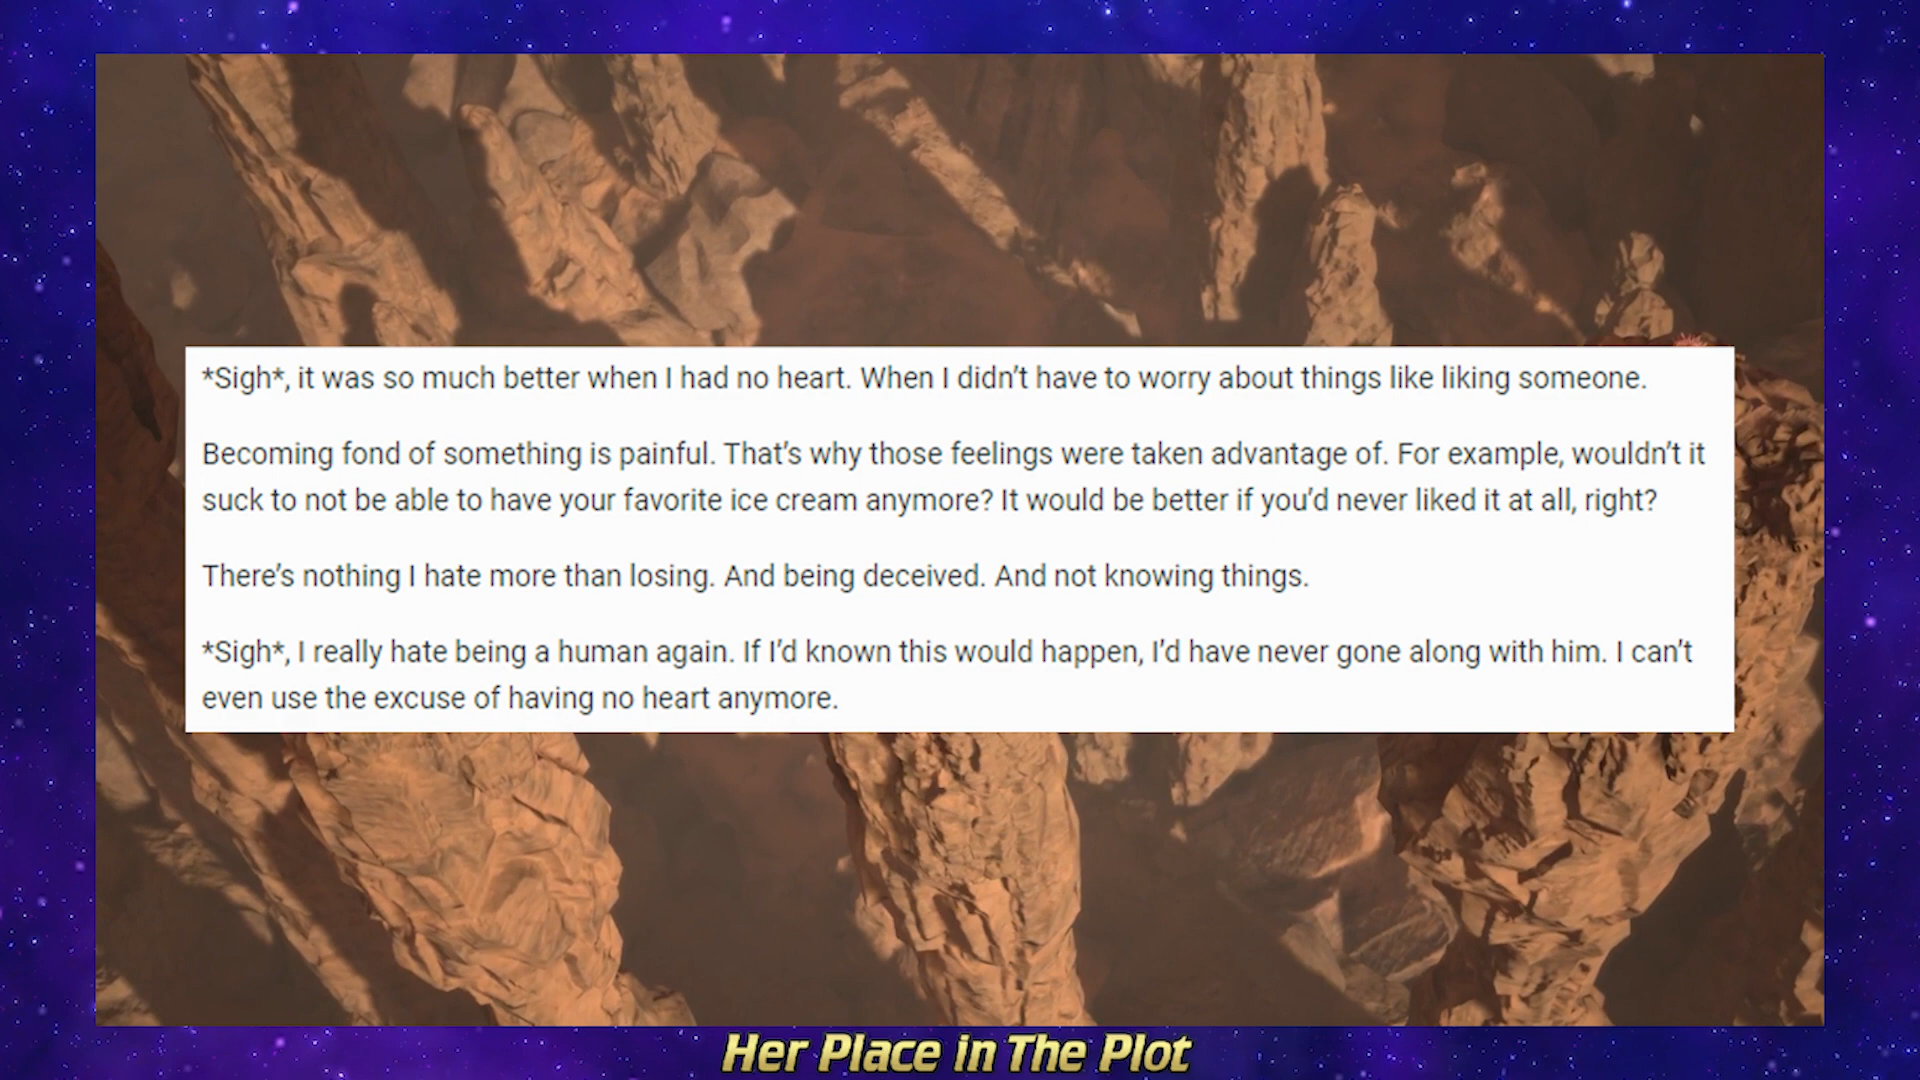 *Sigh*, it was so much better when I had no heart. When I didn’t have to worry about things like liking someone.
Becoming fond of something is painful. That’s why those feelings were taken advantage of. For example, wouldn’t it
suck to not be able to have your favorite ice cream anymore? It would be better if you’d never liked it at all, right?
There’s nothing I hate more than losing. And being deceived. And not knowing things.
*Sigh*, I really hate being a human again. If I’d known this would happen, I’d have never gone along with him. I can’t
even use the excuse of having no heart anymore.
Her Place in The Plot